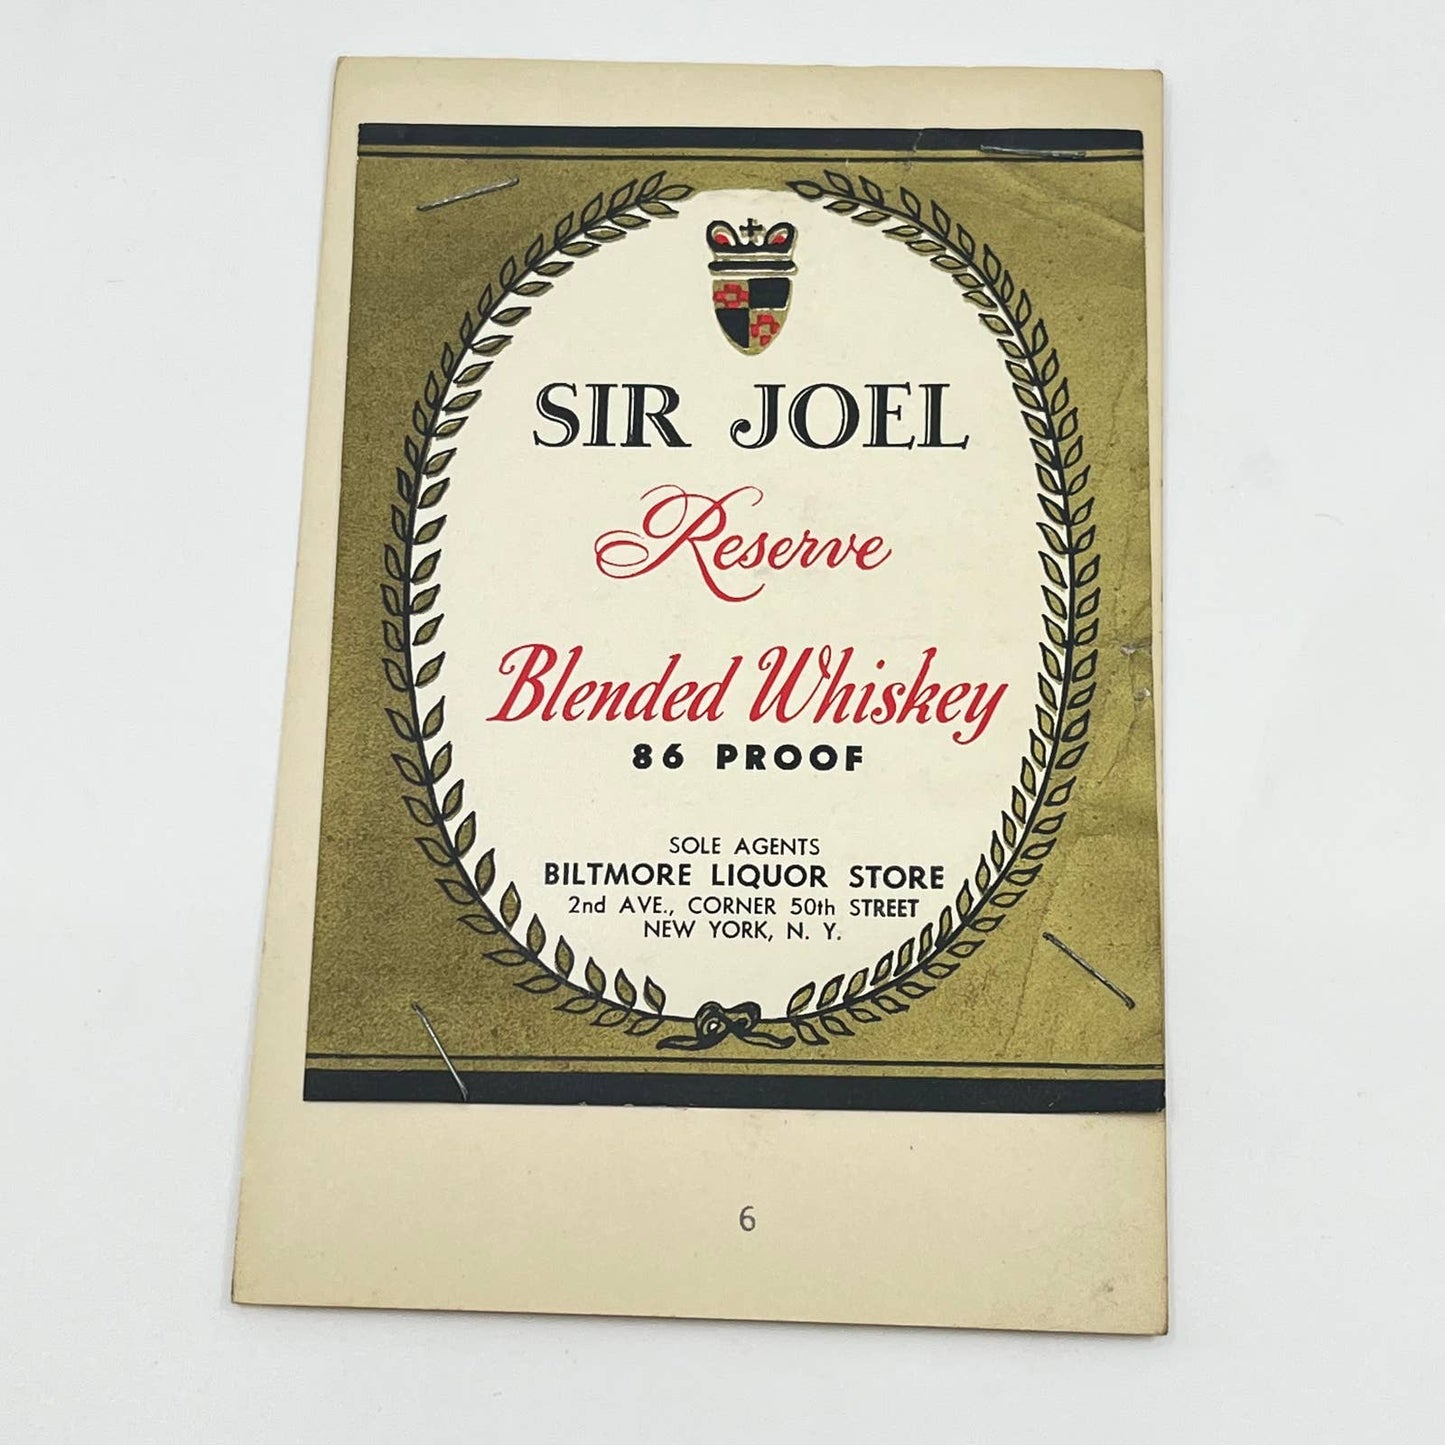 SIR JOEL
Reserve
Blended Whiskey
86 PROOF
SOLE AGENTS
BILTMORE LIQUOR STORE
2nd AVE., CORNER 50th STREET
NEW YORK, N. Y.
6